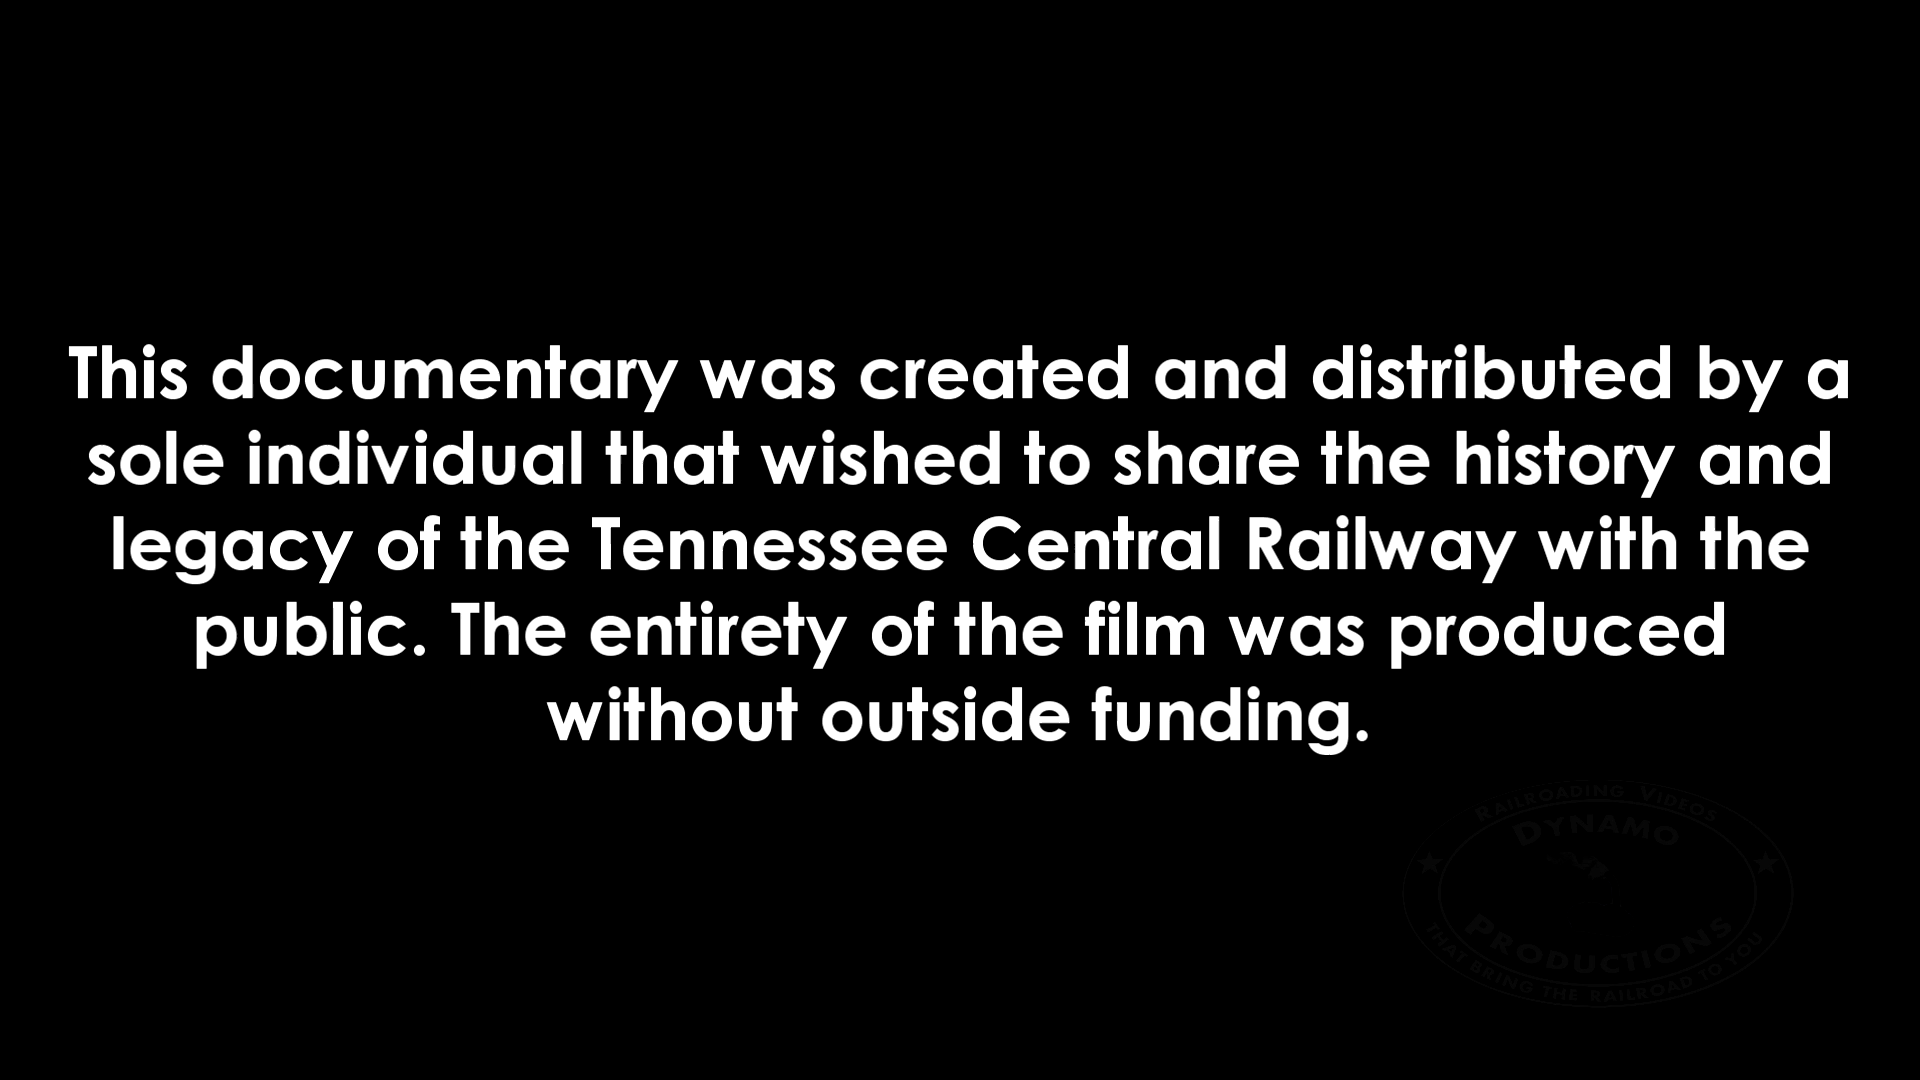 This documentary was created and distributed by a
sole individual that wished to share the history and
legacy of the Tennessee Central Railway with the
public. The entirety of the film was produced
without outside funding.
RAILROADING VIDEOS
DYNAMO
PRODUCTIONS
THAT BRING THE RAILROAD TO YOU